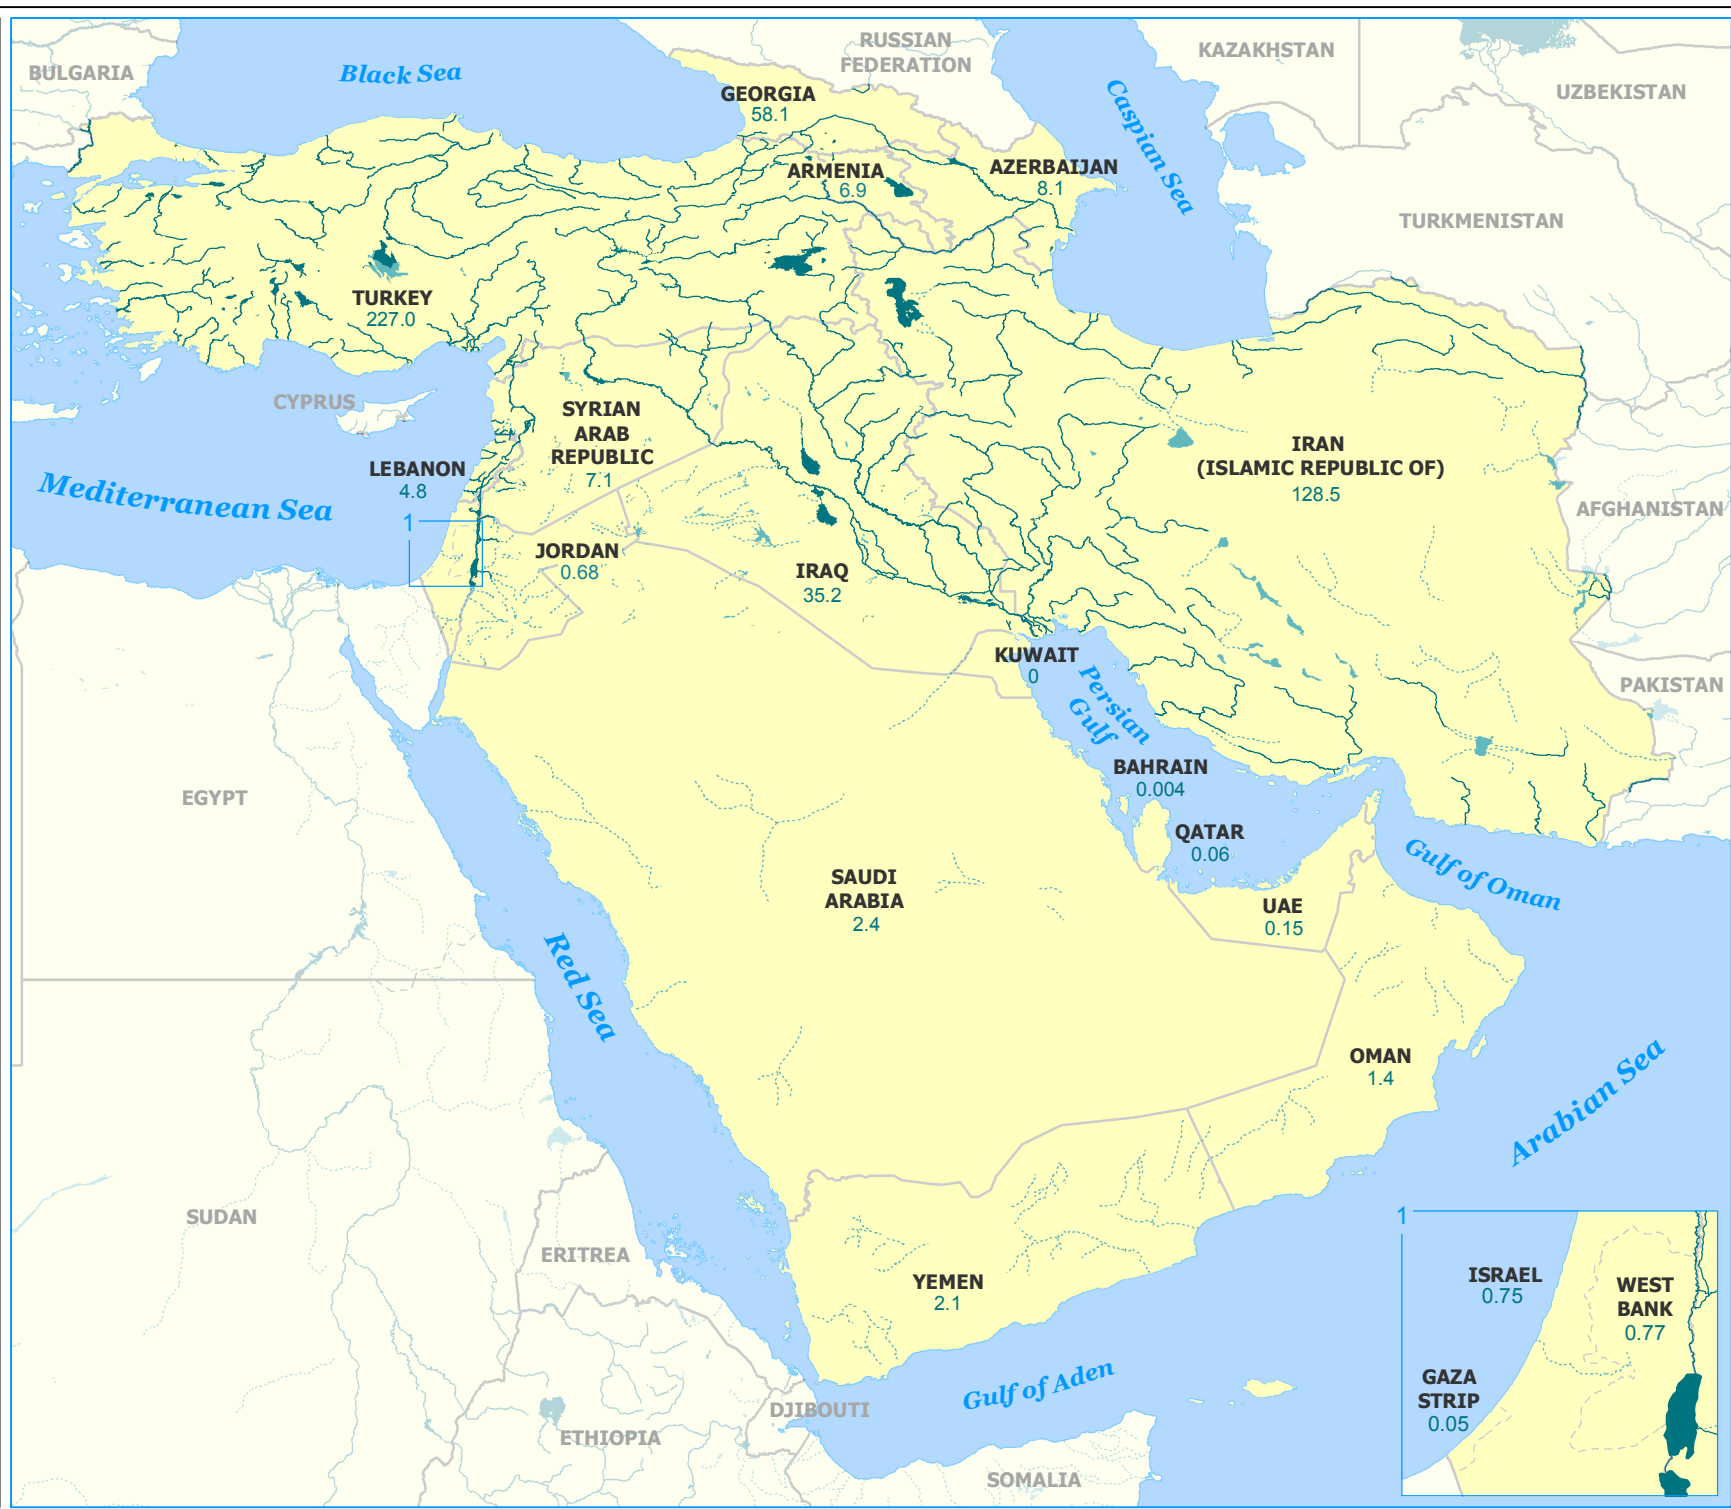 RUSSIAN
FEDERATION
KAZAKHSTAN
BULGARIA
Black Sea
GEORGIA
58.1
Caspian Sea
UZBEKISTAN
ARMENIA
6.9
AZERBAIJAN
8.1
TURKMENISTAN
TURKEY
227.0
CYPRUS
SYRIAN
ARAB
REPUBLIC
7.1
IRAN
(ISLAMIC REPUBLIC OF)
128.5
LEBANON
4.8
Mediterranean Sea
1
AFGHANISTAN
JORDAN
0.68
IRAQ
35.2
KUWAIT
0
Persian
Gulf
PAKISTAN
BAHRAIN
0.004
EGYPT
QATAR
0.06
Gulf of Oman
SAUDI
ARABIA
2.4
UAE
0.15
Red Sea
OMAN
1.4
Arabian Sea
SUDAN
ERITREA
YEMEN
2.1
Gulf of Aden
DJIBOUTI
ETHIOPIA
SOMALIA
1
ISRAEL
0.75
WEST
BANK
0.77
GAZA
STRIP
0.05